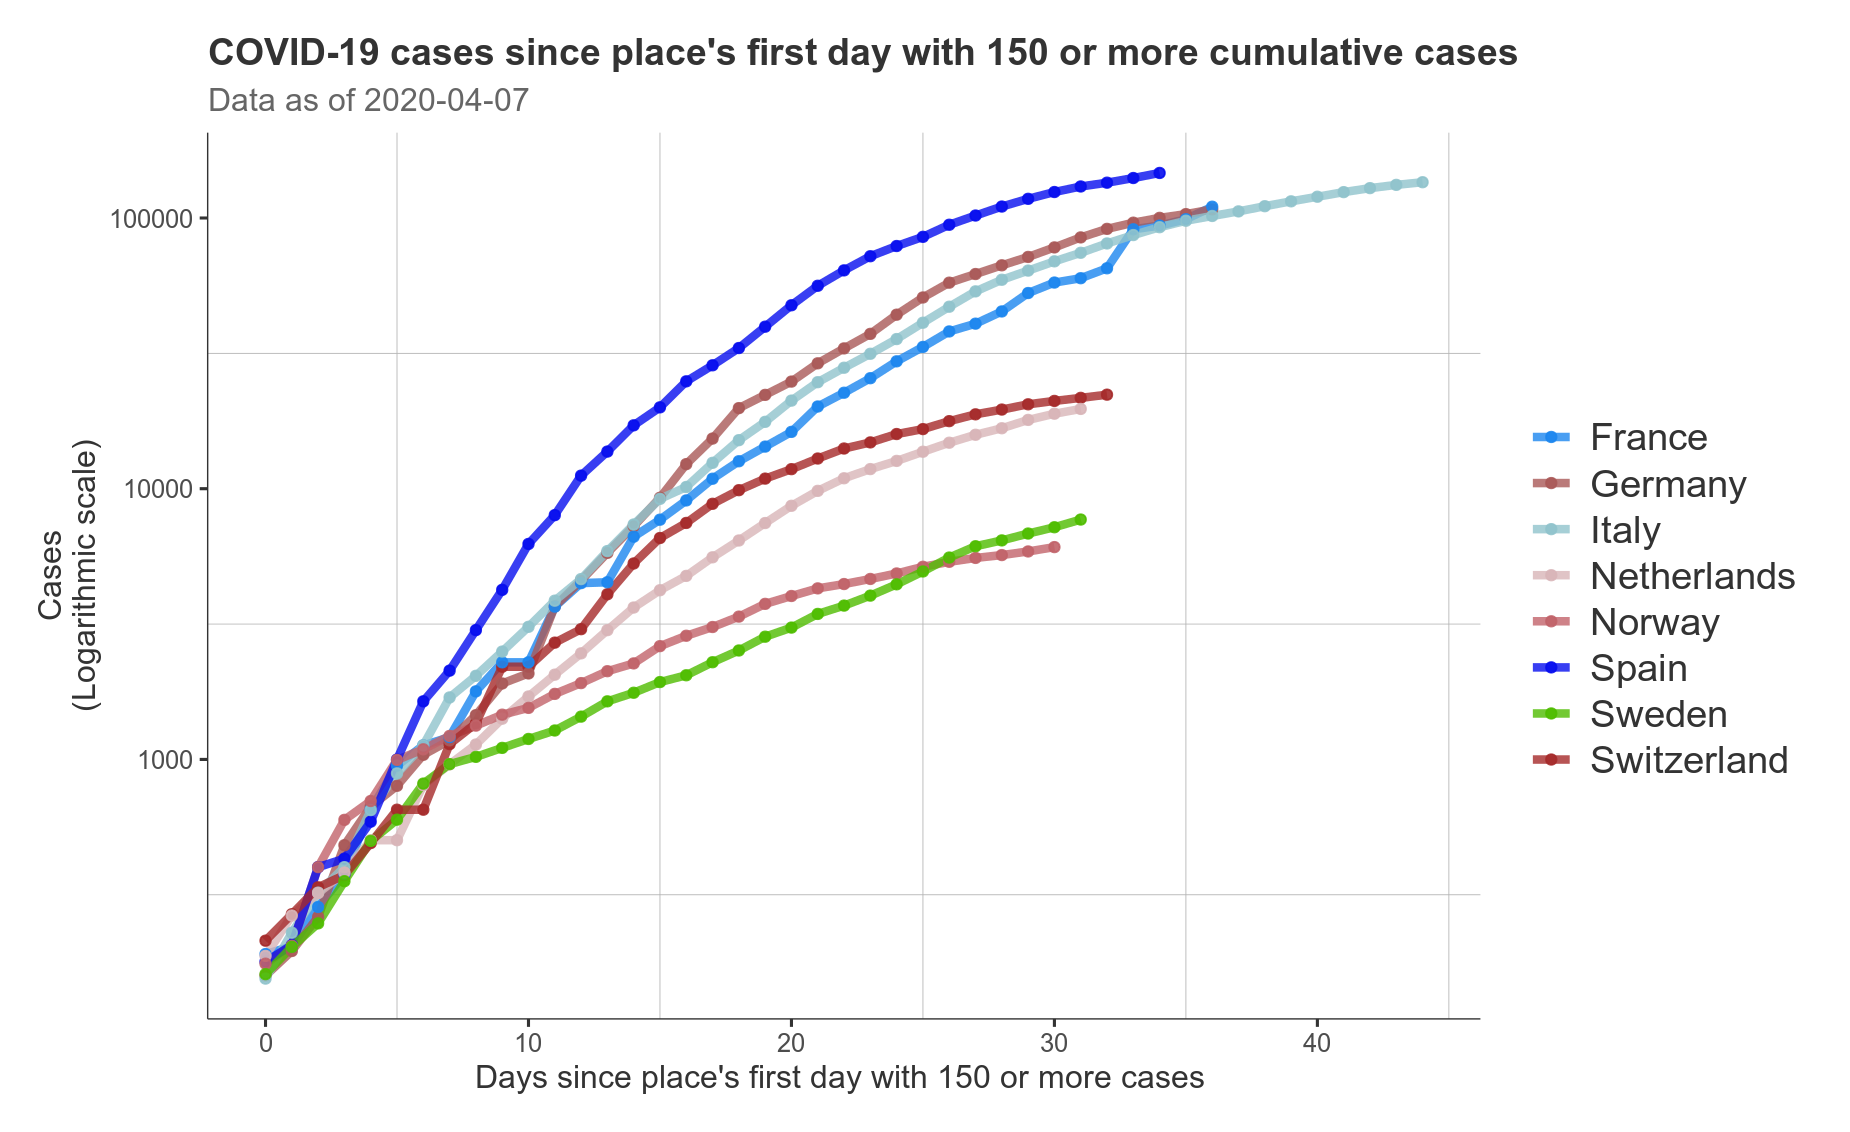 COVID-19 cases since place's first day with 150 or more cumulative cases
Data as of 2020-04-07
Cases
(Logarithmic scale)
100000
10000
1000
0
10
20
30
40
Days since place's first day with 150 or more cases
France
Germany
Italy
Netherlands
Norway
Spain
Sweden
Switzerland